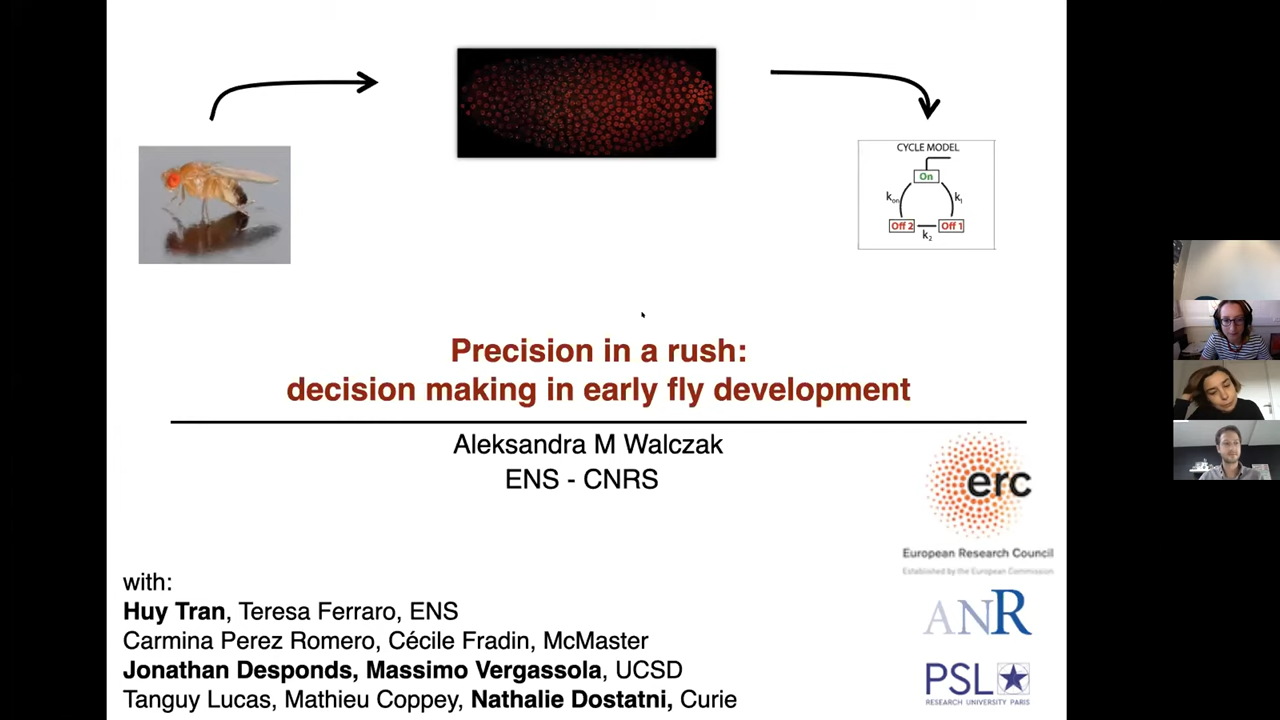 CYCLE MODEL
On
kon
k1
Off 2
Off 1
k2
Precision in a rush:
decision making in early fly development
Aleksandra M Walczak
ENS - CNRS
erc
European Research Council
Established by the European Commission
with:
Huy Tran, Teresa Ferraro, ENS
Carmina Perez Romero, Cécile Fradin, McMaster
Jonathan Desponds, Massimo Vergassola, UCSD
Tanguy Lucas, Mathieu Coppey, Nathalie Dostatni, Curie
ANR
PSL
RESEARCH UNIVERSITY PARIS